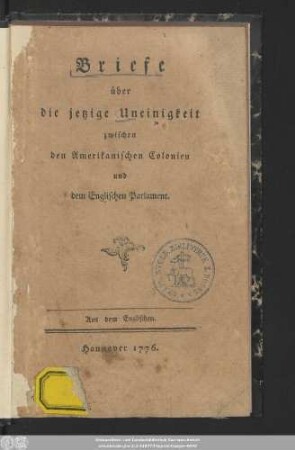 Briefe
über
die jetzige Uneinigkeit
zwischen
den Amerikanischen Colonien
und
dem Englischen Parlament.
Aus dem Englischen.
Hannover 1776.